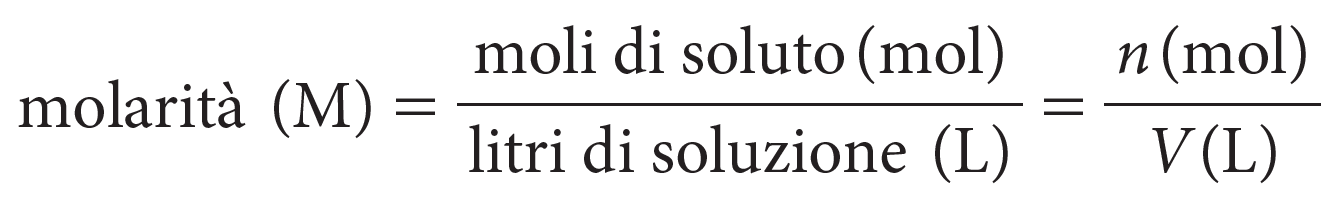 molarità (M) = moli di soluto (mol) / litri di soluzione (L) = n (mol) / V (L)